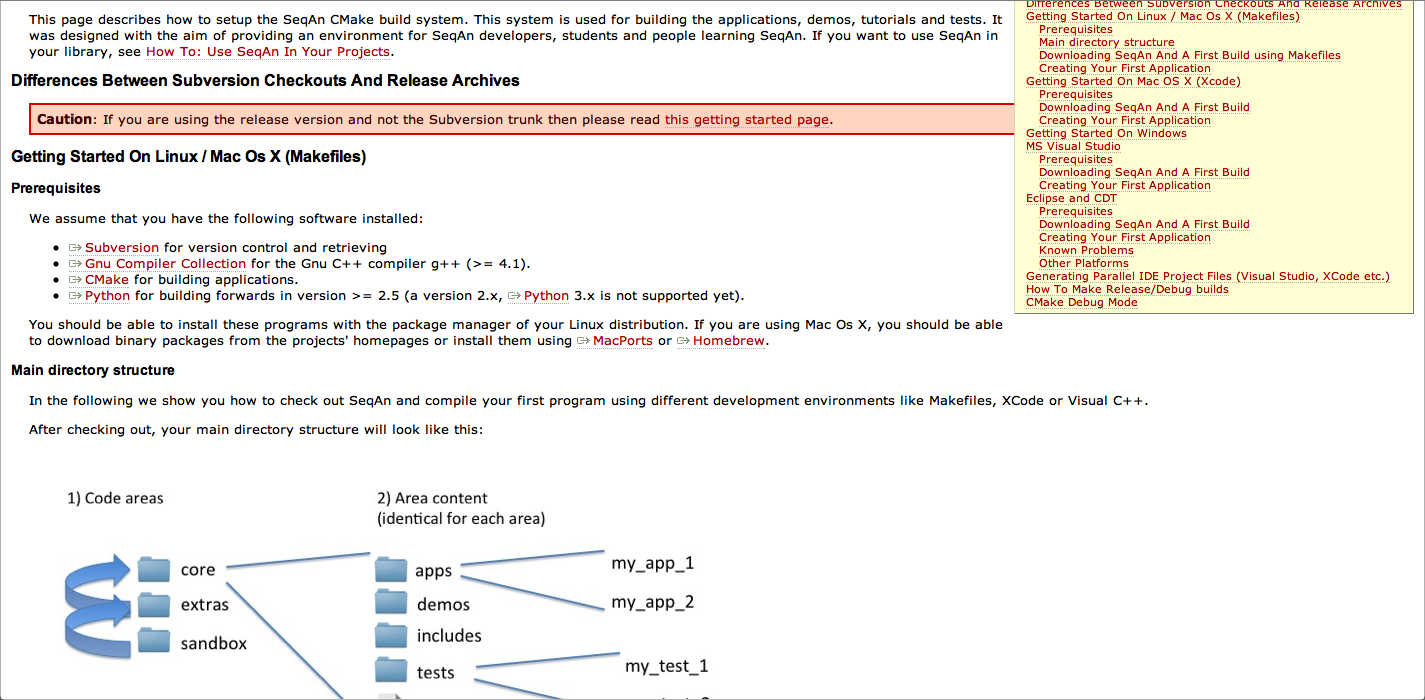 This page describes how to setup the SeqAn CMake build system. This system is used for building the applications, demos, tutorials and tests. It
was designed with the aim of providing an environment for SeqAn developers, students and people learning SeqAn. If you want to use SeqAn in
your library, see How To: Use SeqAn In Your Projects.
Differences Between Subversion Checkouts And Release Archives
Caution: If you are using the release version and not the Subversion trunk then please read this getting started page.
Getting Started On Linux / Mac Os X (Makefiles)
Prerequisites
We assume that you have the following software installed:
Subversion for version control and retrieving
Gnu Compiler Collection for the Gnu C++ compiler g++ (>= 4.1).
CMake for building applications.
Python for building forwards in version >= 2.5 (a version 2.x, Python 3.x is not supported yet).
You should be able to install these programs with the package manager of your Linux distribution. If you are using Mac Os X, you should be able
to download binary packages from the projects' homepages or install them using MacPorts or Homebrew.
Main directory structure
In the following we show you how to check out SeqAn and compile your first program using different development environments like Makefiles, XCode or Visual C++.
After checking out, your main directory structure will look like this:
1) Code areas
core
extras
sandbox
2) Area content
(identical for each area)
apps
demos
includes
tests
my_app_1
my_app_2
my_test_1
Differences Between Subversion Checkouts And Release Archives
Getting Started On Linux / Mac Os X (Makefiles)
Prerequisites
Main directory structure
Downloading SeqAn And A First Build using Makefiles
Creating Your First Application
Getting Started On Mac OS X (Xcode)
Prerequisites
Downloading SeqAn And A First Build
Creating Your First Application
Getting Started On Windows
MS Visual Studio
Prerequisites
Downloading SeqAn And A First Build
Creating Your First Application
Eclipse and CDT
Prerequisites
Downloading SeqAn And A First Build
Creating Your First Application
Known Problems
Other Platforms
Generating Parallel IDE Project Files (Visual Studio, XCode etc.)
How To Make Release/Debug builds
CMake Debug Mode